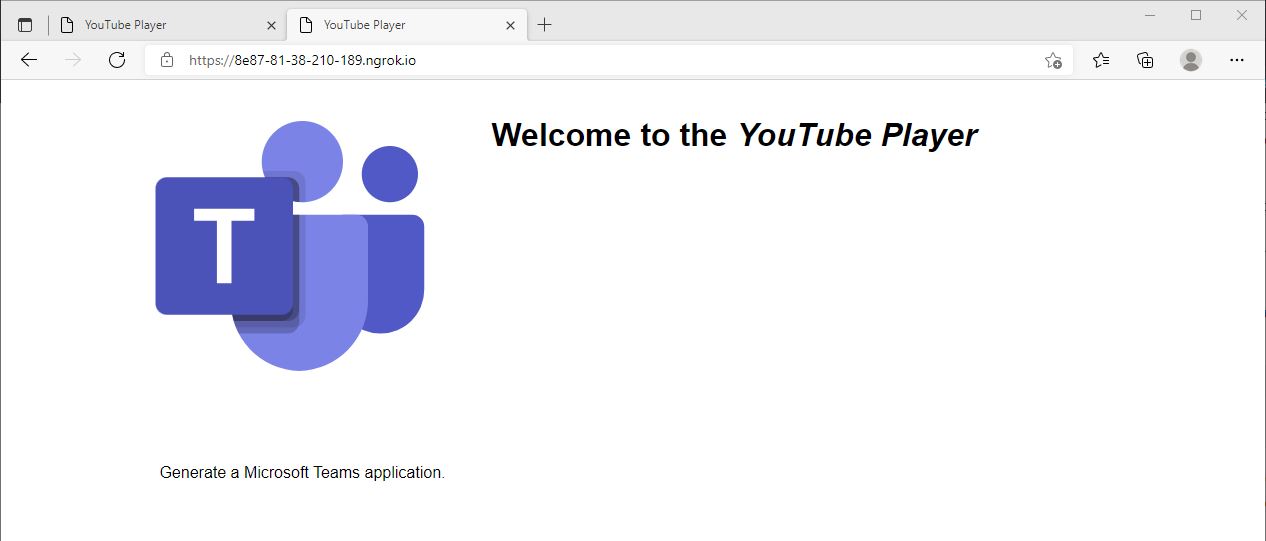 YouTube Player
YouTube Player
https://8e87-81-38-210-189.ngrok.io
Welcome to the YouTube Player
T
Generate a Microsoft Teams application.